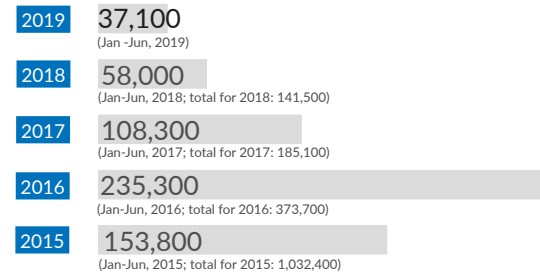 2019 37,100
(Jan -Jun, 2019)
2018 58,000
(Jan-Jun, 2018; total for 2018: 141,500)
2017 108,300
(Jan-Jun, 2017; total for 2017: 185,100)
2016 235,300
(Jan-Jun, 2016; total for 2016: 373,700)
2015 153,800
(Jan-Jun, 2015; total for 2015: 1,032,400)